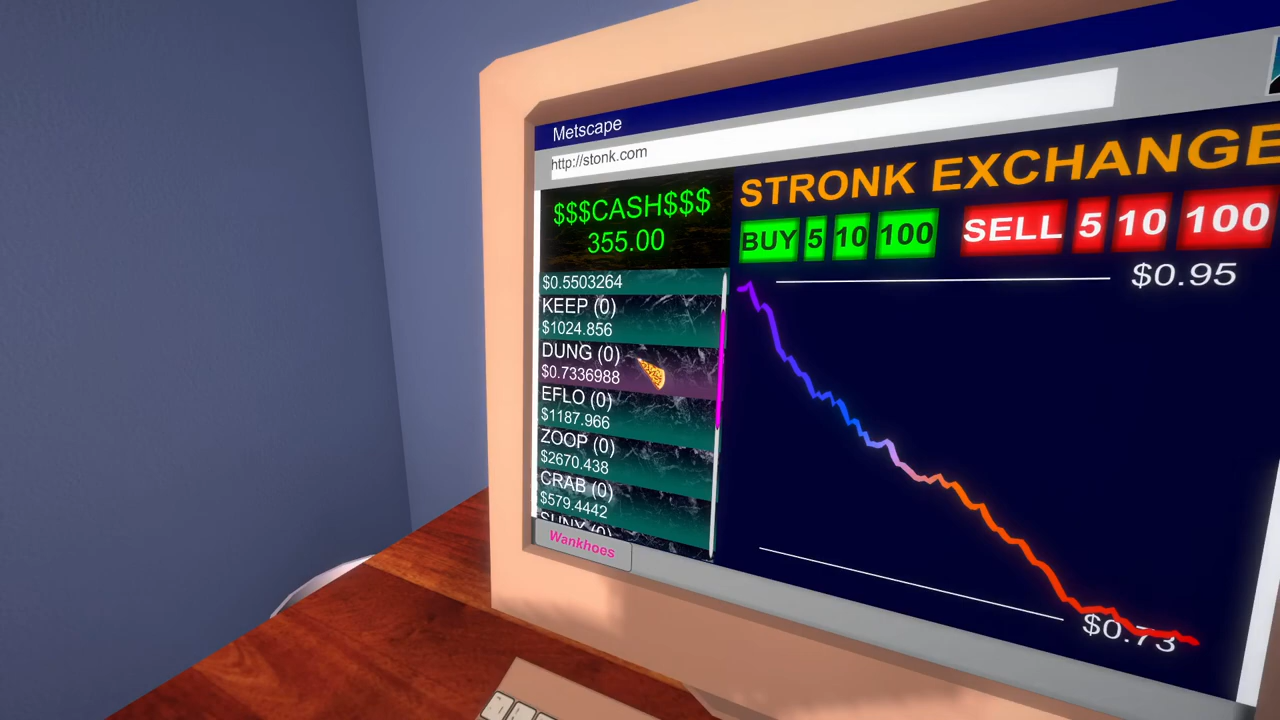 Metscape
http://stonk.com
$$$CASH$$$
355.00
$0.5503264
KEEP (0)
$1024.856
DUNG (0)
$0.7336988
EFLO (0)
$1187.966
ZOOP (0)
$2670.438
CRAB (0)
$579.4442
SUNX (0)
Wankhoes
STRONK EXCHANGE
BUY 5 10 100 SELL 5 10 100
$0.95
$0.73